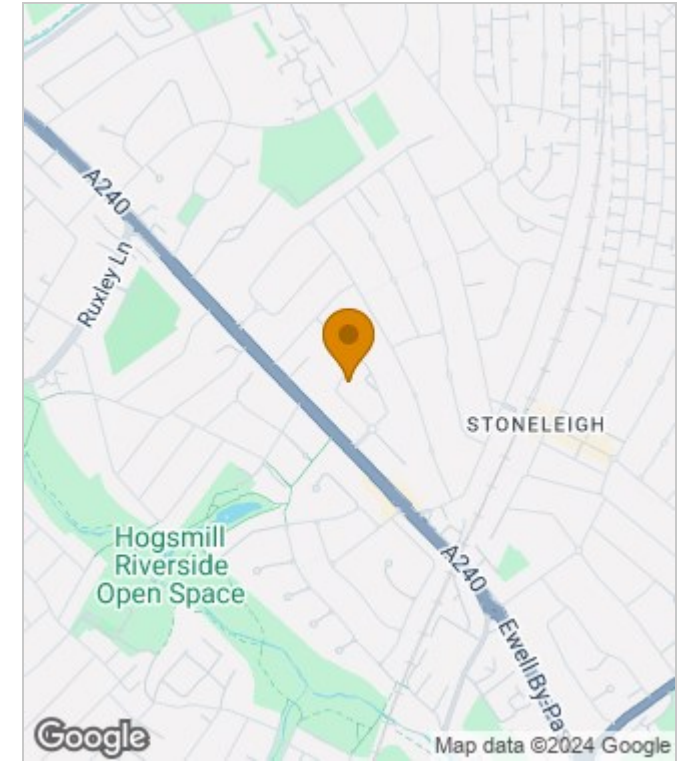 A240
Ruxley Ln
STONELEIGH
Hogsmill
Riverside
Open Space
A240
Ewell By-Pa
Google
Map data ©2024 Google